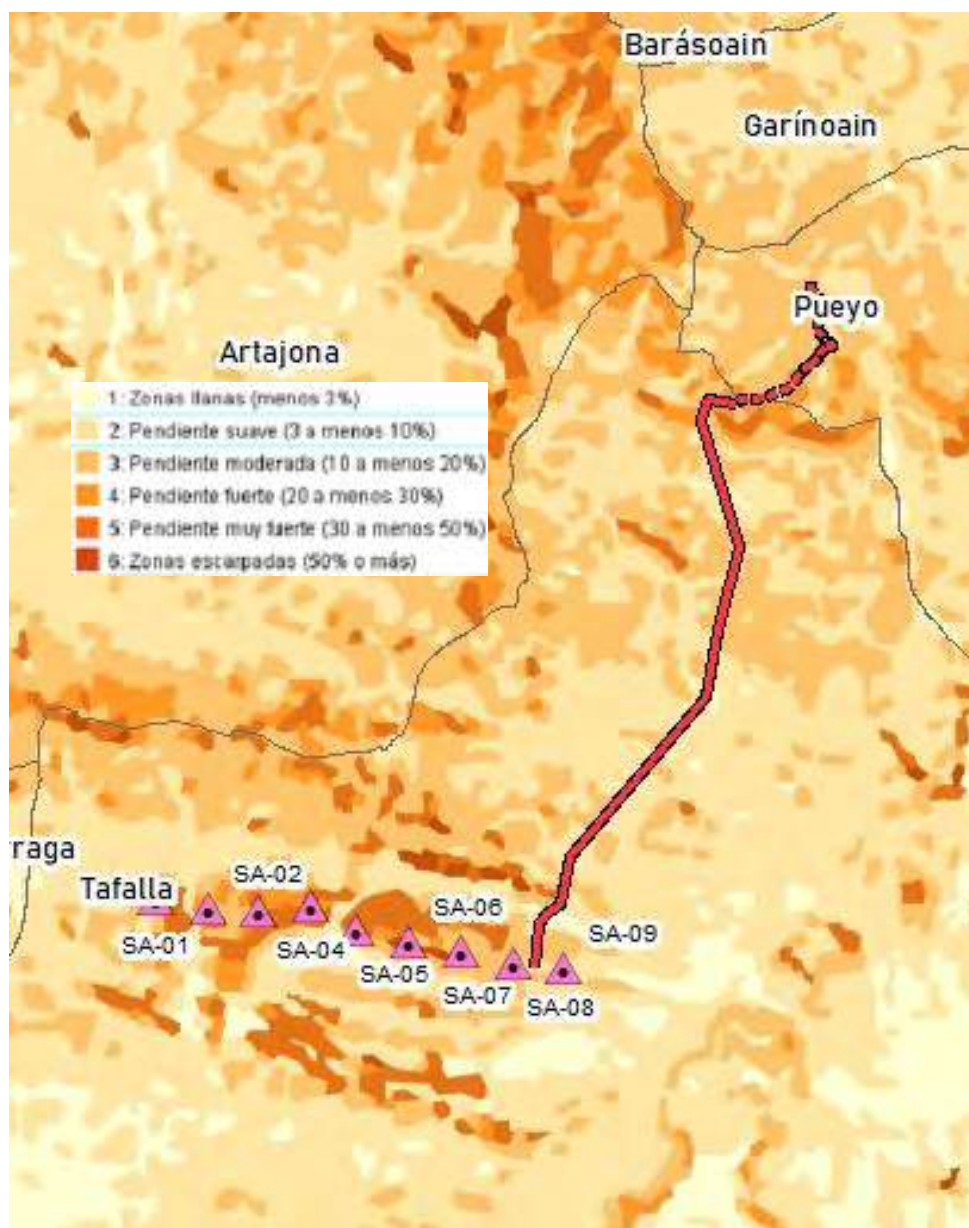 Barásoain
Garínoain
Pueyo
Artajona
1: Zonas llanas (menos 3%)
2: Pendiente suave (3 a menos 10%)
3: Pendiente moderada (10 a menos 20%)
4: Pendiente fuerte (20 a menos 30%)
5: Pendiente muy fuerte (30 a menos 50%)
6: Zonas escarpadas (50% o más)
rraga
Tafalla
SA-02
SA-01
SA-04
SA-06
SA-05
SA-09
SA-07
SA-08